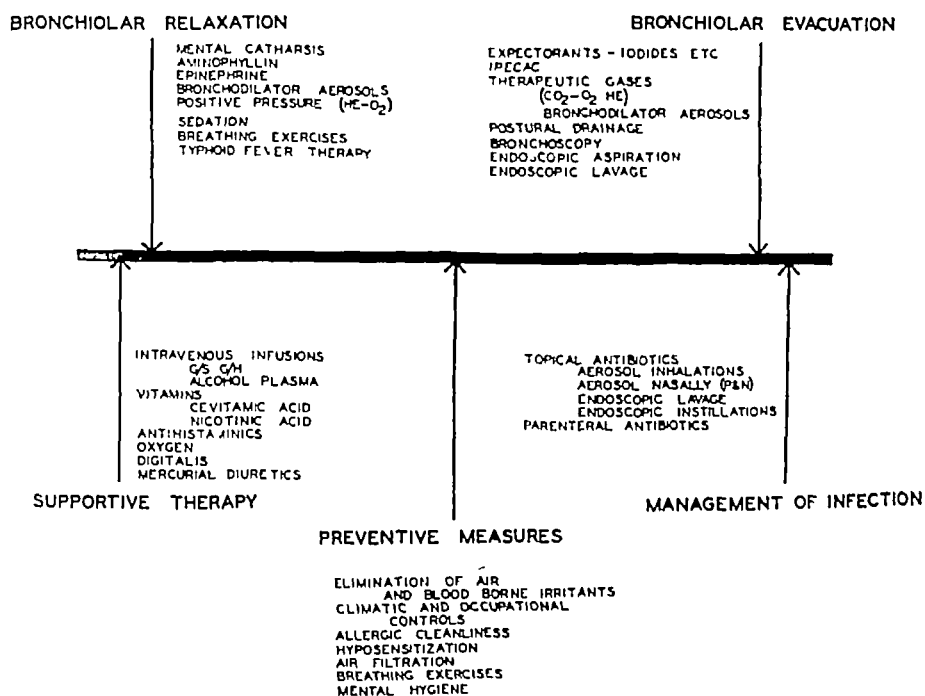 BRONCHIOLAR RELAXATION
MENTAL CATHARSIS
AMINOPHYLLIN
EPINEPHRINE
BRONCHODILATOR AEROSOLS
POSITIVE PRESSURE (HE-O₂)
SEDATION
BREATHING EXERCISES
TYPHOID FEVER THERAPY
BRONCHIOLAR EVACUATION
EXPECTORANTS - IODIDES ETC
IPECAC
THERAPEUTIC GASES
(CO₂-O₂ HE)
BRONCHODILATOR AEROSOLS
POSTURAL DRAINAGE
BRONCHOSCOPY
ENDOSCOPIC ASPIRATION
ENDOSCOPIC LAVAGE
INTRAVENOUS INFUSIONS
G/S G/H
ALCOHOL PLASMA
VITAMINS
CEVITAMIC ACID
NICOTINIC ACID
ANTIHISTAMINICS
OXYGEN
DIGITALIS
MERCURIAL DIURETICS
SUPPORTIVE THERAPY
TOPICAL ANTIBIOTICS
AEROSOL INHALATIONS
AEROSOL NASALLY (P&N)
ENDOSCOPIC LAVAGE
ENDOSCOPIC INSTILLATIONS
PARENTERAL ANTIBIOTICS
MANAGEMENT OF INFECTION
PREVENTIVE MEASURES
ELIMINATION OF AIR
AND BLOOD BORNE IRRITANTS
CLIMATIC AND OCCUPATIONAL
CONTROLS
ALLERGIC CLEANLINESS
HYPOSENSITIZATION
AIR FILTRATION
BREATHING EXERCISES
MENTAL HYGIENE